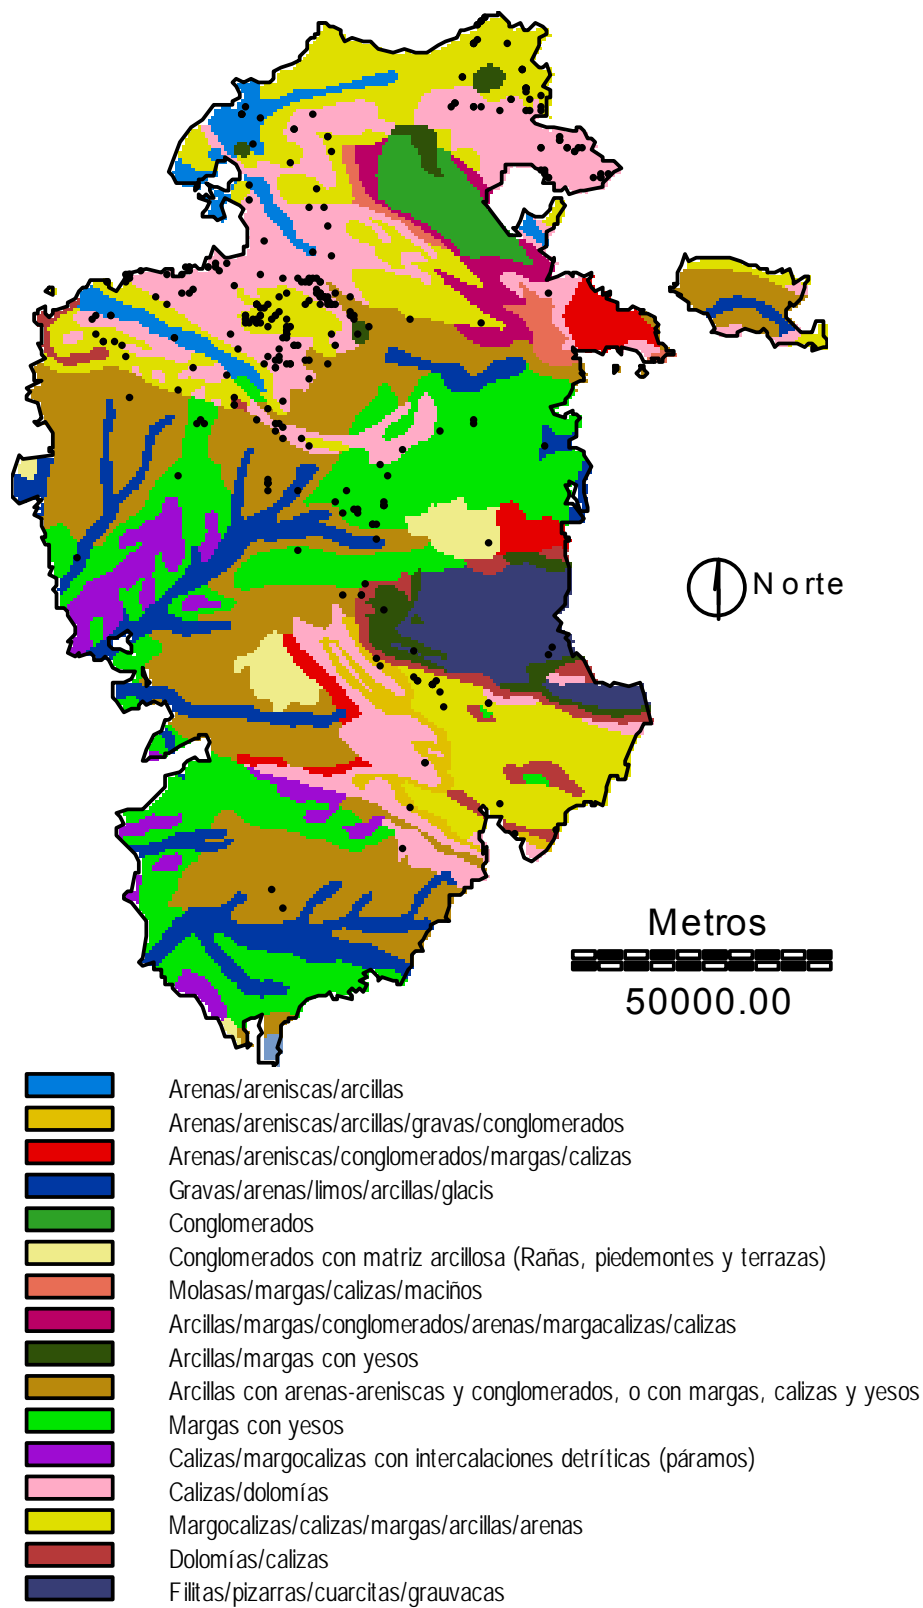 Norte
Metros
50000.00
Arenas/areniscas/arcillas
Arenas/areniscas/arcillas/gravas/conglomerados
Arenas/areniscas/conglomerados/margas/calizas
Gravas/arenas/limos/arcillas/glacis
Conglomerados
Conglomerados con matriz arcillosa (Rañas, piedemontes y terrazas)
Molasas/margas/calizas/maciños
Arcillas/margas/conglomerados/arenas/margacalizas/calizas
Arcillas/margas con yesos
Arcillas con arenas-areniscas y conglomerados, o con margas, calizas y yesos
Margas con yesos
Calizas/margocalizas con intercalaciones detríticas (páramos)
Calizas/dolomías
Margocalizas/calizas/margas/arcillas/arenas
Dolomías/calizas
Filitas/pizarras/cuarcitas/grauvacas